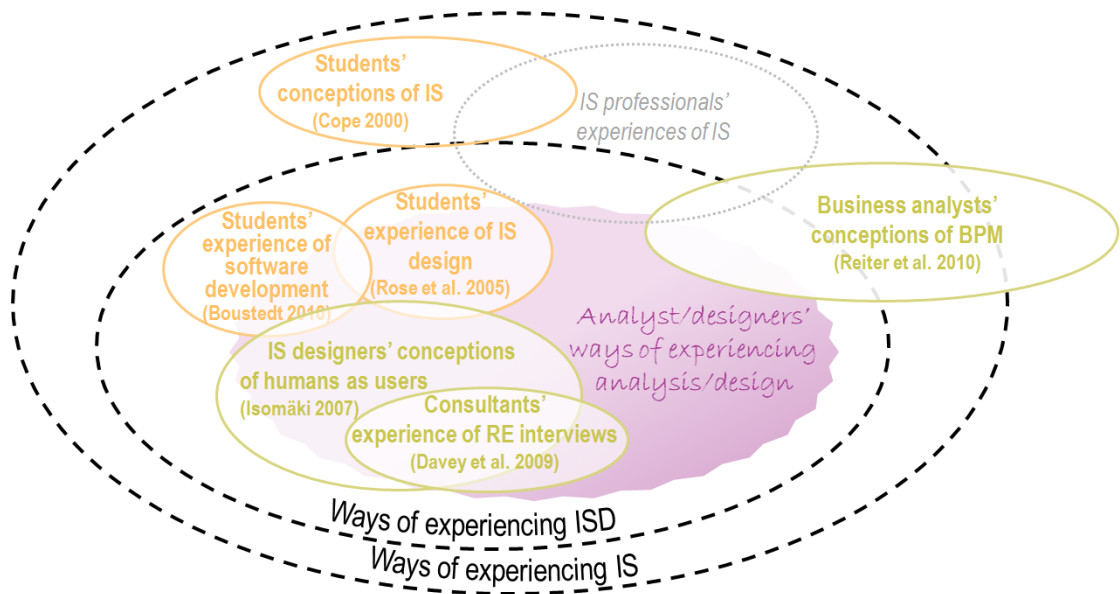 Students’
conceptions of IS
(Cope 2000)
IS professionals’
experiences of IS
Business analysts’
conceptions of BPM
(Reiter et al. 2010)
Students’
experience of
software
development
(Boustedt 2010)
Students’
experience of IS
design
(Rose et al. 2005)
Analyst/designers’
ways of experiencing
analysis/design
IS designers’ conceptions
of humans as users
(Isomäki 2007)
Consultants’
experience of RE interviews
(Davey et al. 2009)
Ways of experiencing ISD
Ways of experiencing IS